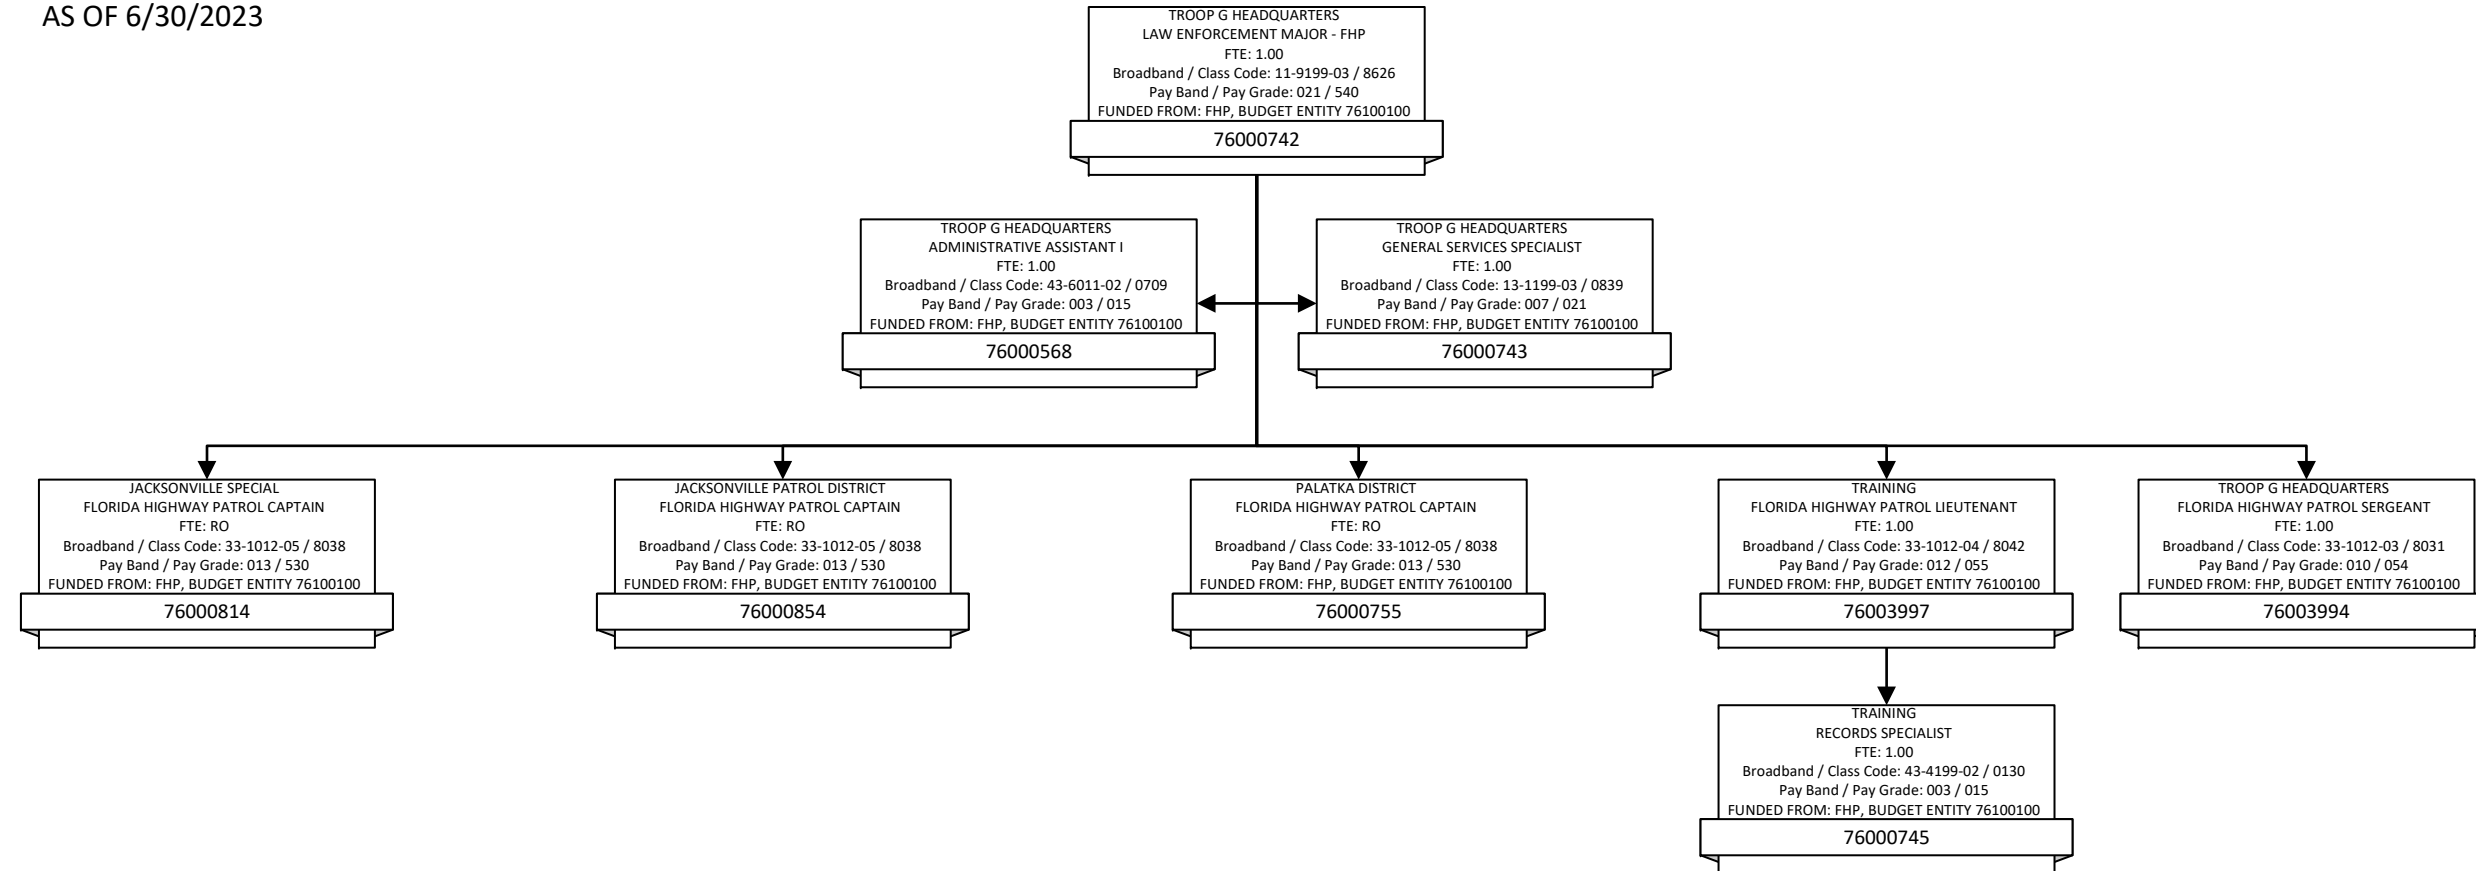 AS OF 6/30/2023
TROOP G HEADQUARTERS
LAW ENFORCEMENT MAJOR - FHP
FTE: 1.00
Broadband / Class Code: 11-9199-03 / 8626
Pay Band / Pay Grade: 021 / 540
FUNDED FROM: FHP, BUDGET ENTITY 76100100
76000742
TROOP G HEADQUARTERS
ADMINISTRATIVE ASSISTANT I
FTE: 1.00
Broadband / Class Code: 43-6011-02 / 0709
Pay Band / Pay Grade: 003 / 015
FUNDED FROM: FHP, BUDGET ENTITY 76100100
76000568
TROOP G HEADQUARTERS
GENERAL SERVICES SPECIALIST
FTE: 1.00
Broadband / Class Code: 13-1199-03 / 0839
Pay Band / Pay Grade: 007 / 021
FUNDED FROM: FHP, BUDGET ENTITY 76100100
76000743
JACKSONVILLE SPECIAL
FLORIDA HIGHWAY PATROL CAPTAIN
FTE: RO
Broadband / Class Code: 33-1012-05 / 8038
Pay Band / Pay Grade: 013 / 530
FUNDED FROM: FHP, BUDGET ENTITY 76100100
76000814
JACKSONVILLE PATROL DISTRICT
FLORIDA HIGHWAY PATROL CAPTAIN
FTE: RO
Broadband / Class Code: 33-1012-05 / 8038
Pay Band / Pay Grade: 013 / 530
FUNDED FROM: FHP, BUDGET ENTITY 76100100
76000854
PALATKA DISTRICT
FLORIDA HIGHWAY PATROL CAPTAIN
FTE: RO
Broadband / Class Code: 33-1012-05 / 8038
Pay Band / Pay Grade: 013 / 530
FUNDED FROM: FHP, BUDGET ENTITY 76100100
76000755
TRAINING
FLORIDA HIGHWAY PATROL LIEUTENANT
FTE: 1.00
Broadband / Class Code: 33-1012-04 / 8042
Pay Band / Pay Grade: 012 / 055
FUNDED FROM: FHP, BUDGET ENTITY 76100100
76003997
TROOP G HEADQUARTERS
FLORIDA HIGHWAY PATROL SERGEANT
FTE: 1.00
Broadband / Class Code: 33-1012-03 / 8031
Pay Band / Pay Grade: 010 / 054
FUNDED FROM: FHP, BUDGET ENTITY 76100100
76003994
TRAINING
RECORDS SPECIALIST
FTE: 1.00
Broadband / Class Code: 43-4199-02 / 0130
Pay Band / Pay Grade: 003 / 015
FUNDED FROM: FHP, BUDGET ENTITY 76100100
76000745